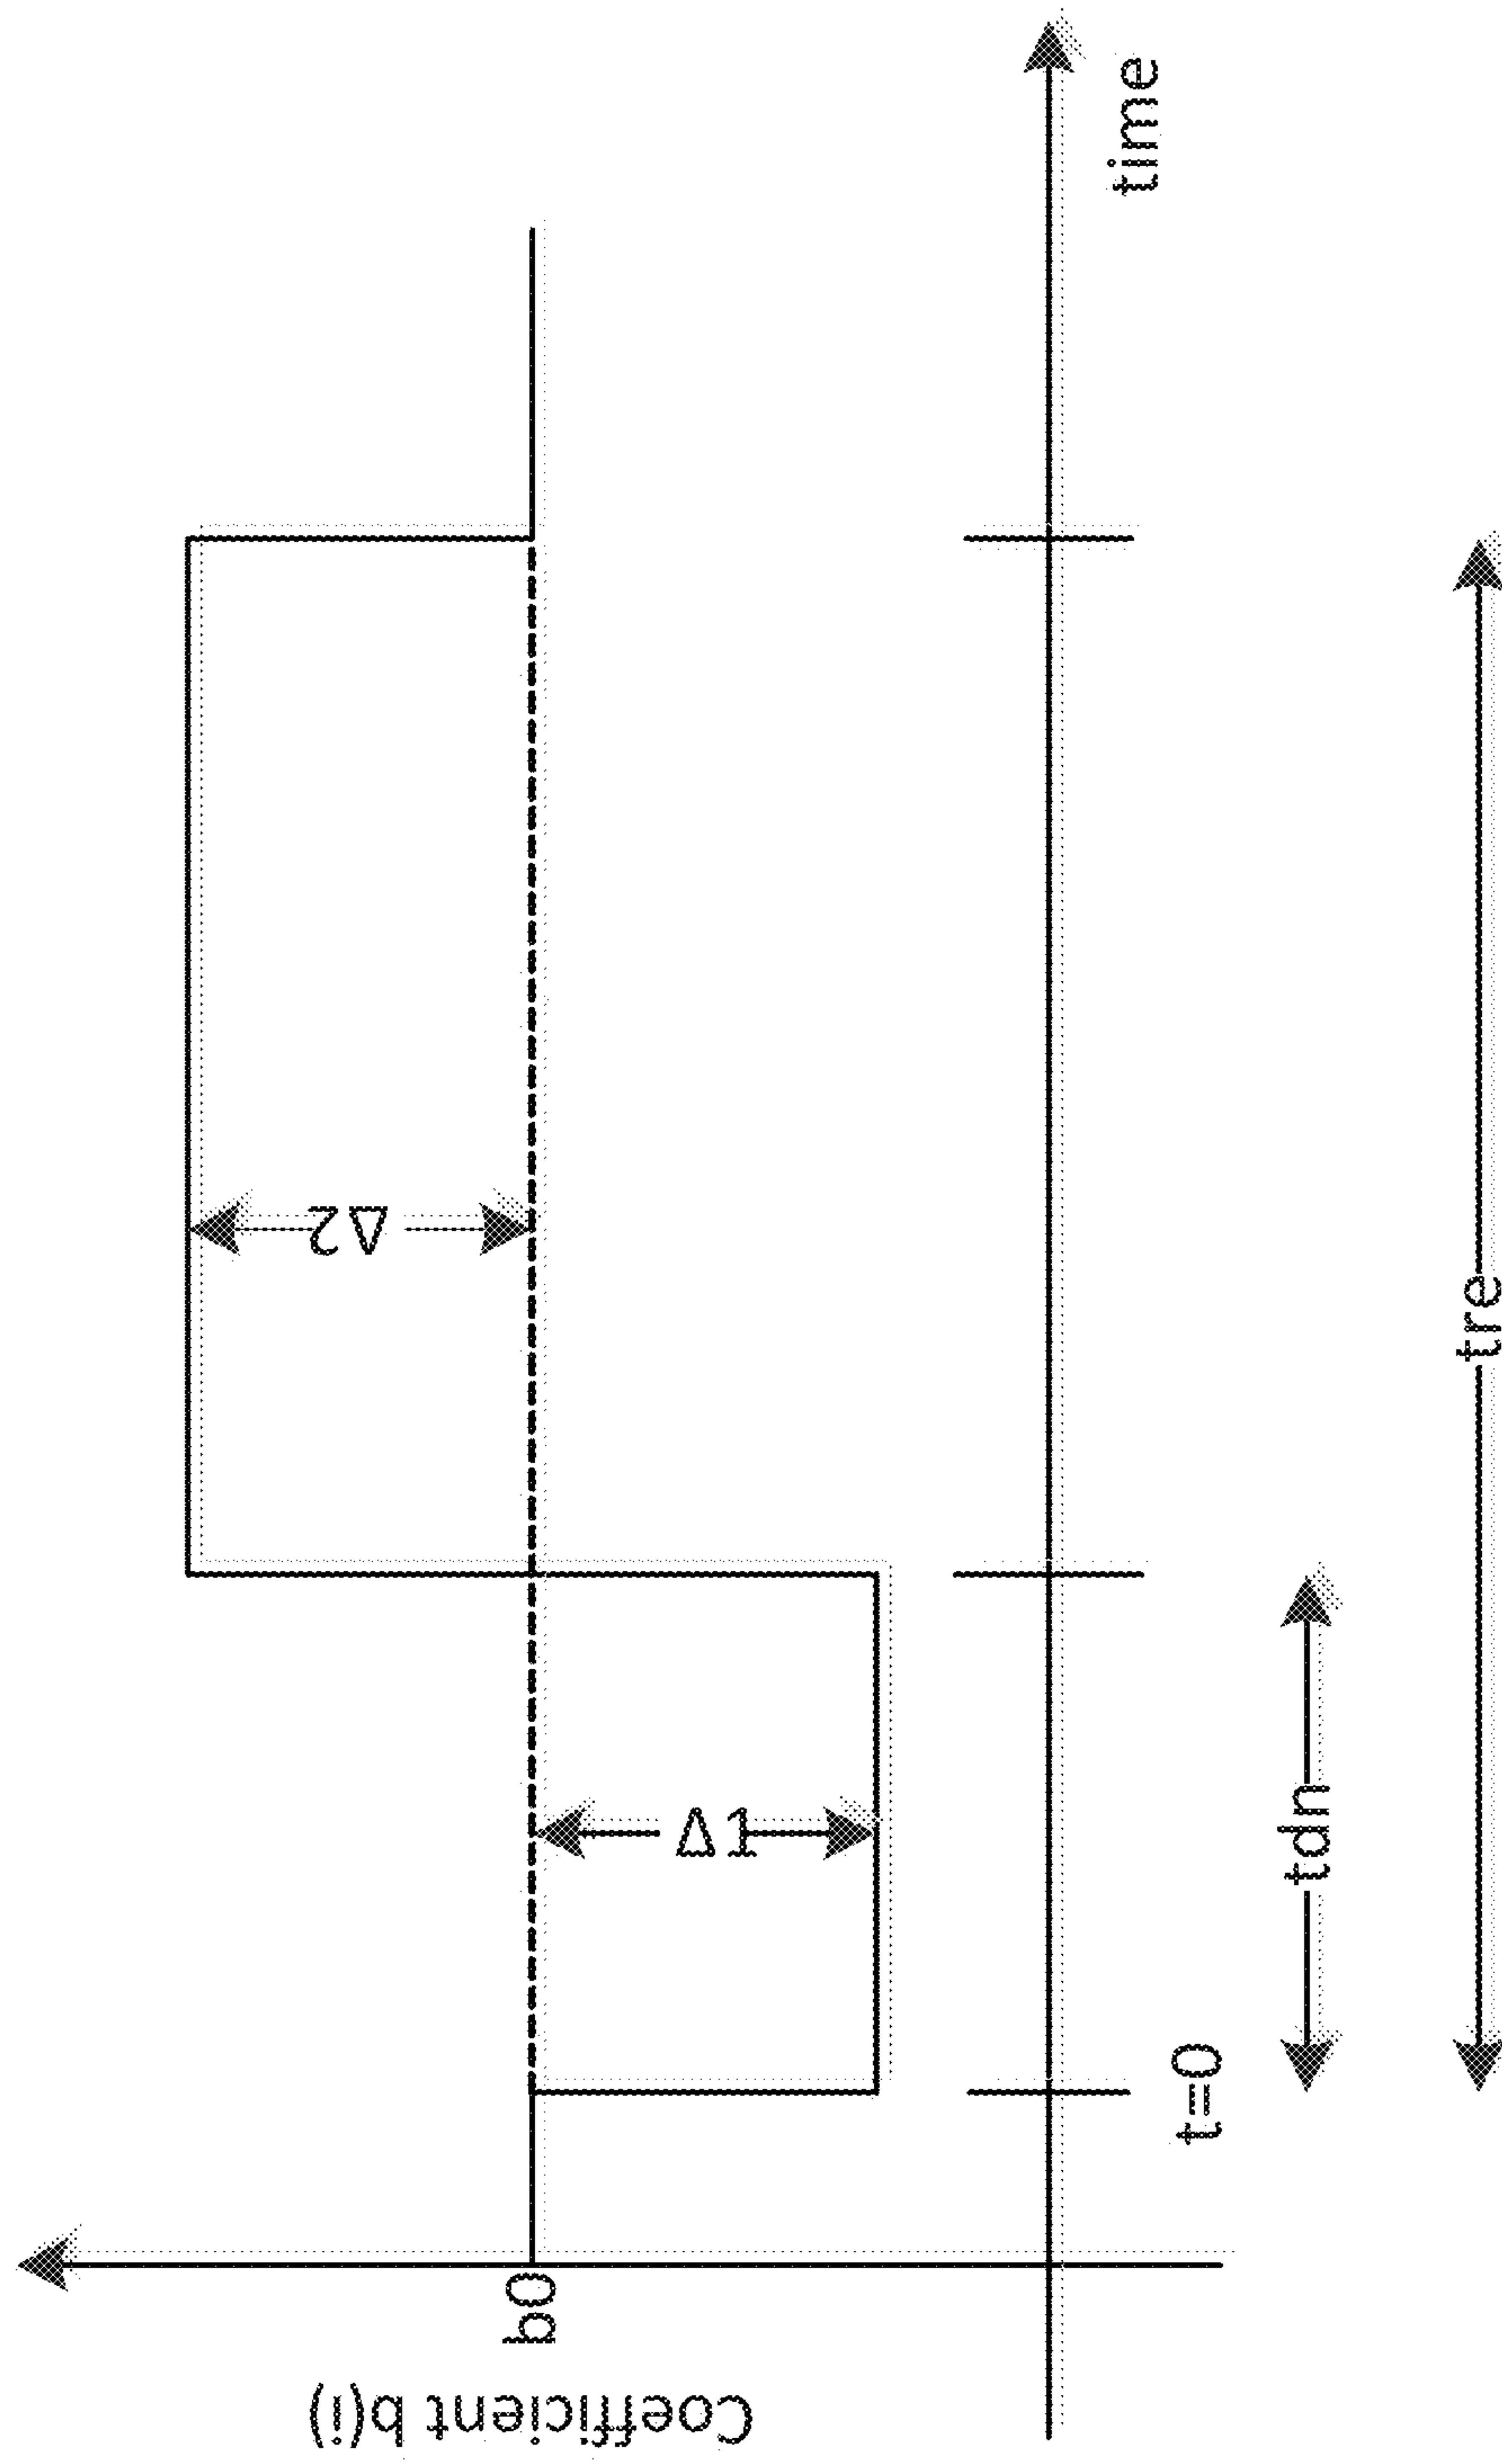 Coefficient b(i)
b0
Δ2
Δ1
time
t=0
tdn
tre